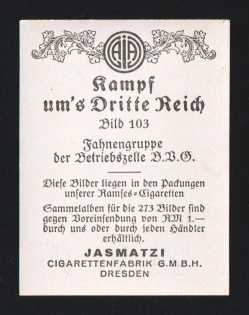 Kampf
um's Dritte Reich
Bild 103
Fahnengruppe
der Betriebszelle B.V.G.
Diese Bilder liegen in den Packungen
unserer Ramses-Cigaretten
Sammelalben für die 273 Bilder sind
gegen Voreinsendung von RM 1.—
durch uns oder durch jeden Händler
erhältlich.
JASMATZI
CIGARETTENFABRIK G.M.B.H.
DRESDEN